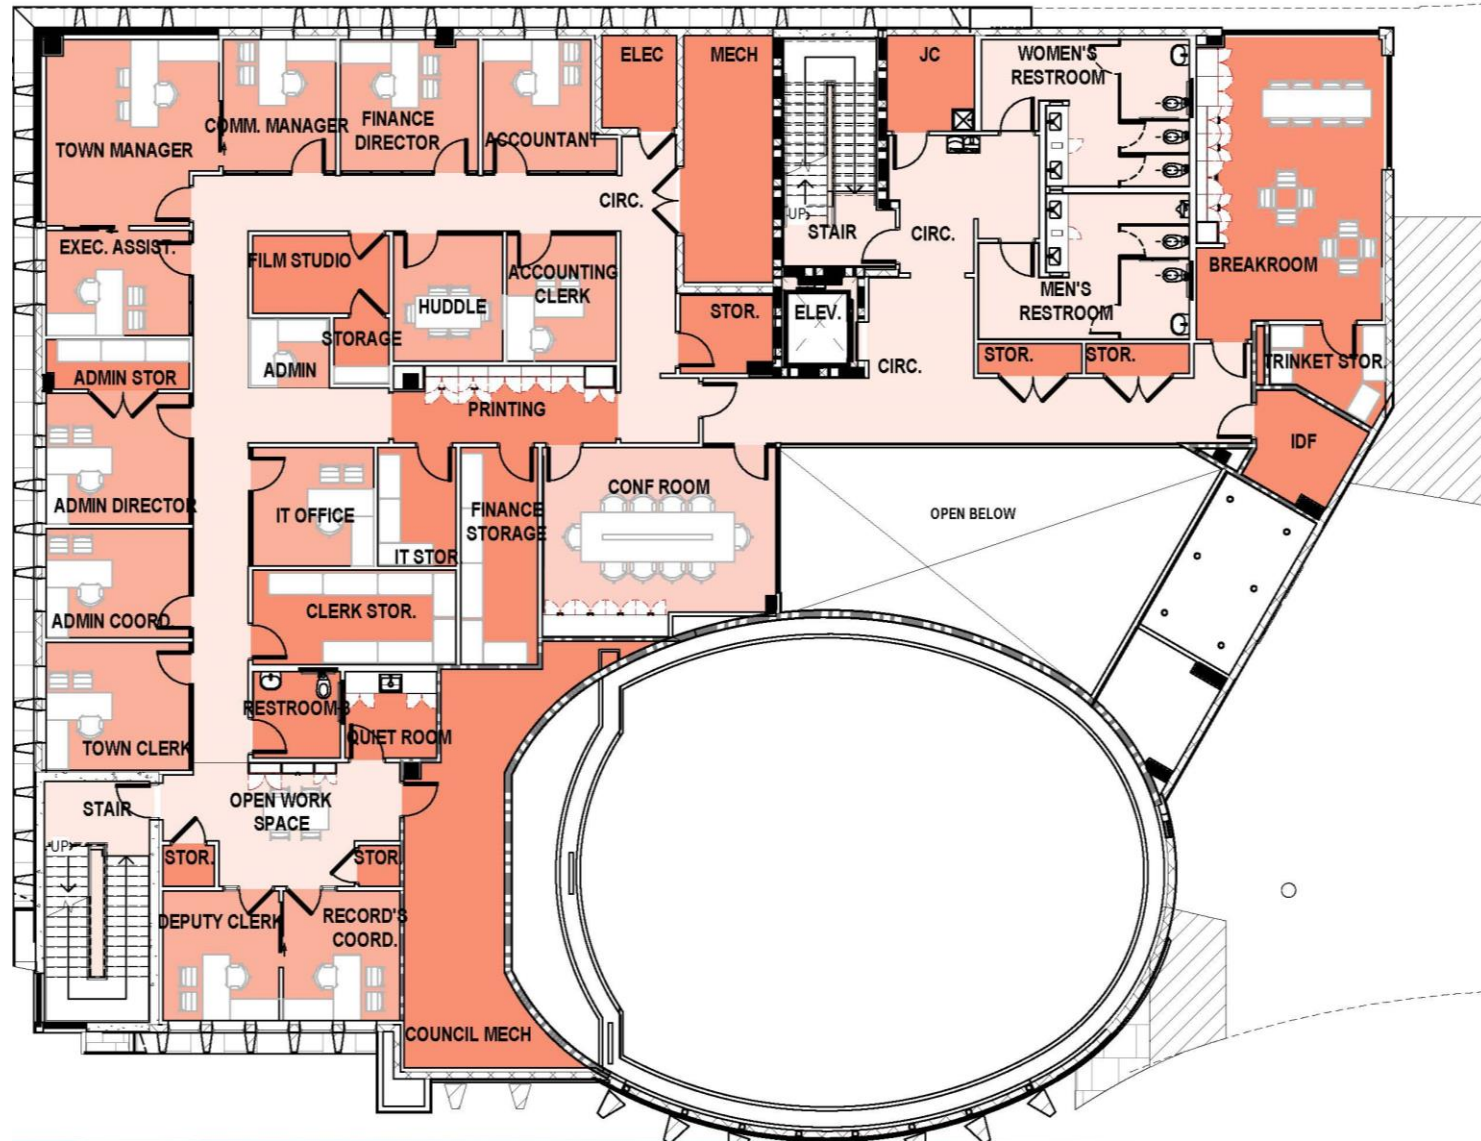 ELEC
MECH
JC
WOMEN'S
RESTROOM
TOWN MANAGER
COMM. MANAGER
FINANCE
DIRECTOR
ACCOUNTANT
CIRC.
UP
STAIR
CIRC.
BREAKROOM
EXEC. ASSIST.
FILM STUDIO
HUDDLE
ACCOUNTING
CLERK
STOR.
ELEV.
MEN'S
RESTROOM
STORAGE
ADMIN
ADMIN STOR
CIRC.
STOR.
STOR.
TRINKET STOR.
PRINTING
IDF
ADMIN DIRECTOR
IT OFFICE
IT STOR
FINANCE
STORAGE
CONF ROOM
OPEN BELOW
ADMIN COORD
CLERK STOR.
TOWN CLERK
RESTROOM-3
QUIET ROOM
STAIR
UP
OPEN WORK
SPACE
STOR.
STOR.
DEPUTY CLERK
RECORD'S
COORD.
COUNCIL MECH